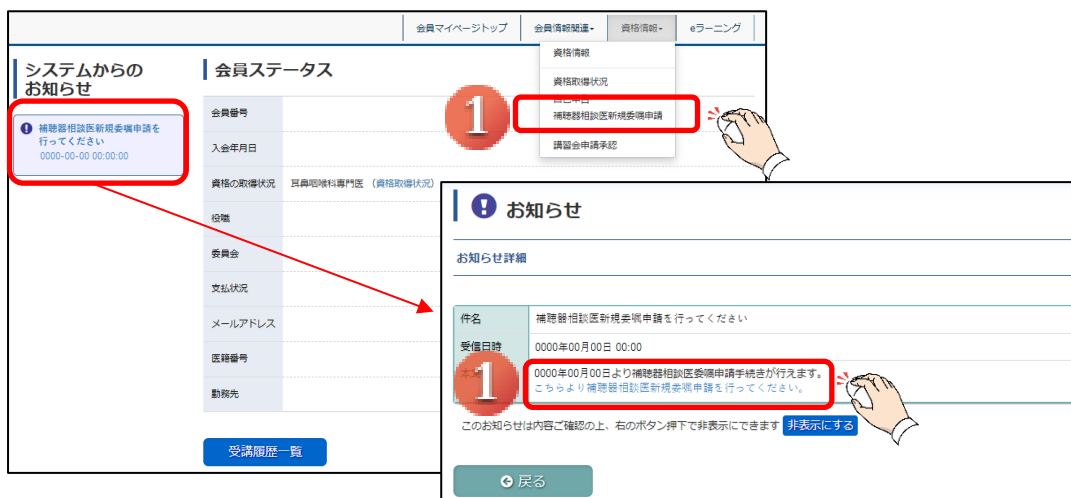 会員マイページトップ 会員情報関連 資格情報 eラーニング
資格情報
資格取得状況
補聴器相談医新規委嘱申請
講習会申請承認
1
システムからの
お知らせ
補聴器相談医新規委嘱申請を
行ってください
0000-00-00 00:00:00
会員ステータス
会員番号
入会年月日
資格の取得状況 耳鼻咽喉科専門医 （資格取得状況）
役職
委員会
支払状況
メールアドレス
医籍番号
勤務先
受講履歴一覧
お知らせ
お知らせ詳細
件名 補聴器相談医新規委嘱申請を行ってください
受信日時 0000年00月00日 00:00
1
0000年00月00日より補聴器相談医委嘱申請手続きが行えます。
こちらより補聴器相談医新規委嘱申請を行ってください。
このお知らせは内容ご確認の上、右のボタン押下で非表示にできます 非表示にする
戻る